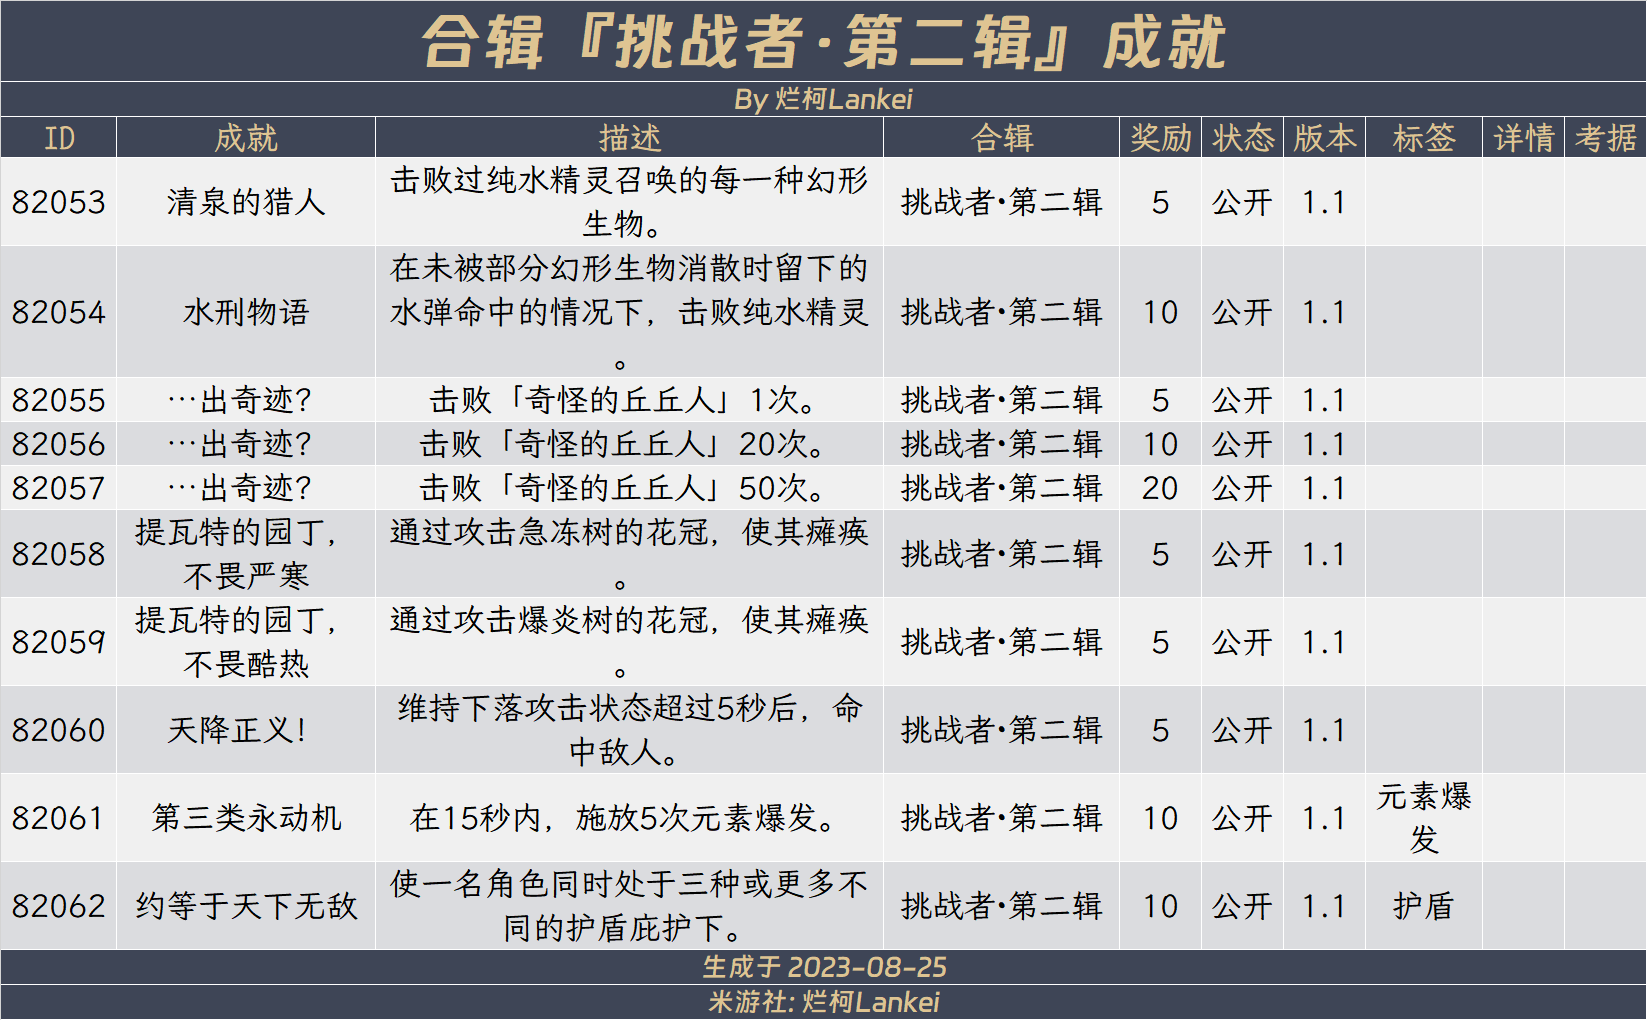 合辑『挑战者·第二辑』成就
By 烂柯Lankei
ID 成就 描述 合辑 奖励 状态 版本 标签 详情 考据
82053 清泉的猎人 击败过纯水精灵召唤的每一种幻形 挑战者·第二辑 5 公开 1.1
生物。
82054 水刑物语 在未被部分幻形生物消散时留下的 挑战者·第二辑 10 公开 1.1
水弹命中的情况下，击败纯水精灵
。
82055 …出奇迹？ 击败「奇怪的丘丘人」1次。 挑战者·第二辑 5 公开 1.1
82056 …出奇迹？ 击败「奇怪的丘丘人」20次。 挑战者·第二辑 10 公开 1.1
82057 …出奇迹？ 击败「奇怪的丘丘人」50次。 挑战者·第二辑 20 公开 1.1
82058 提瓦特的园丁， 通过攻击急冻树的花冠，使其瘫痪 挑战者·第二辑 5 公开 1.1
不畏严寒 。
82059 提瓦特的园丁， 通过攻击爆炎树的花冠，使其瘫痪 挑战者·第二辑 5 公开 1.1
不畏酷热 。
82060 天降正义！ 维持下落攻击状态超过5秒后，命 挑战者·第二辑 5 公开 1.1
中敌人。
82061 第三类永动机 在15秒内，施放5次元素爆发。 挑战者·第二辑 10 公开 1.1 元素爆
发
82062 约等于天下无敌 使一名角色同时处于三种或更多不 挑战者·第二辑 10 公开 1.1 护盾
同的护盾庇护下。
生成于 2023-08-25
米游社: 烂柯Lankei